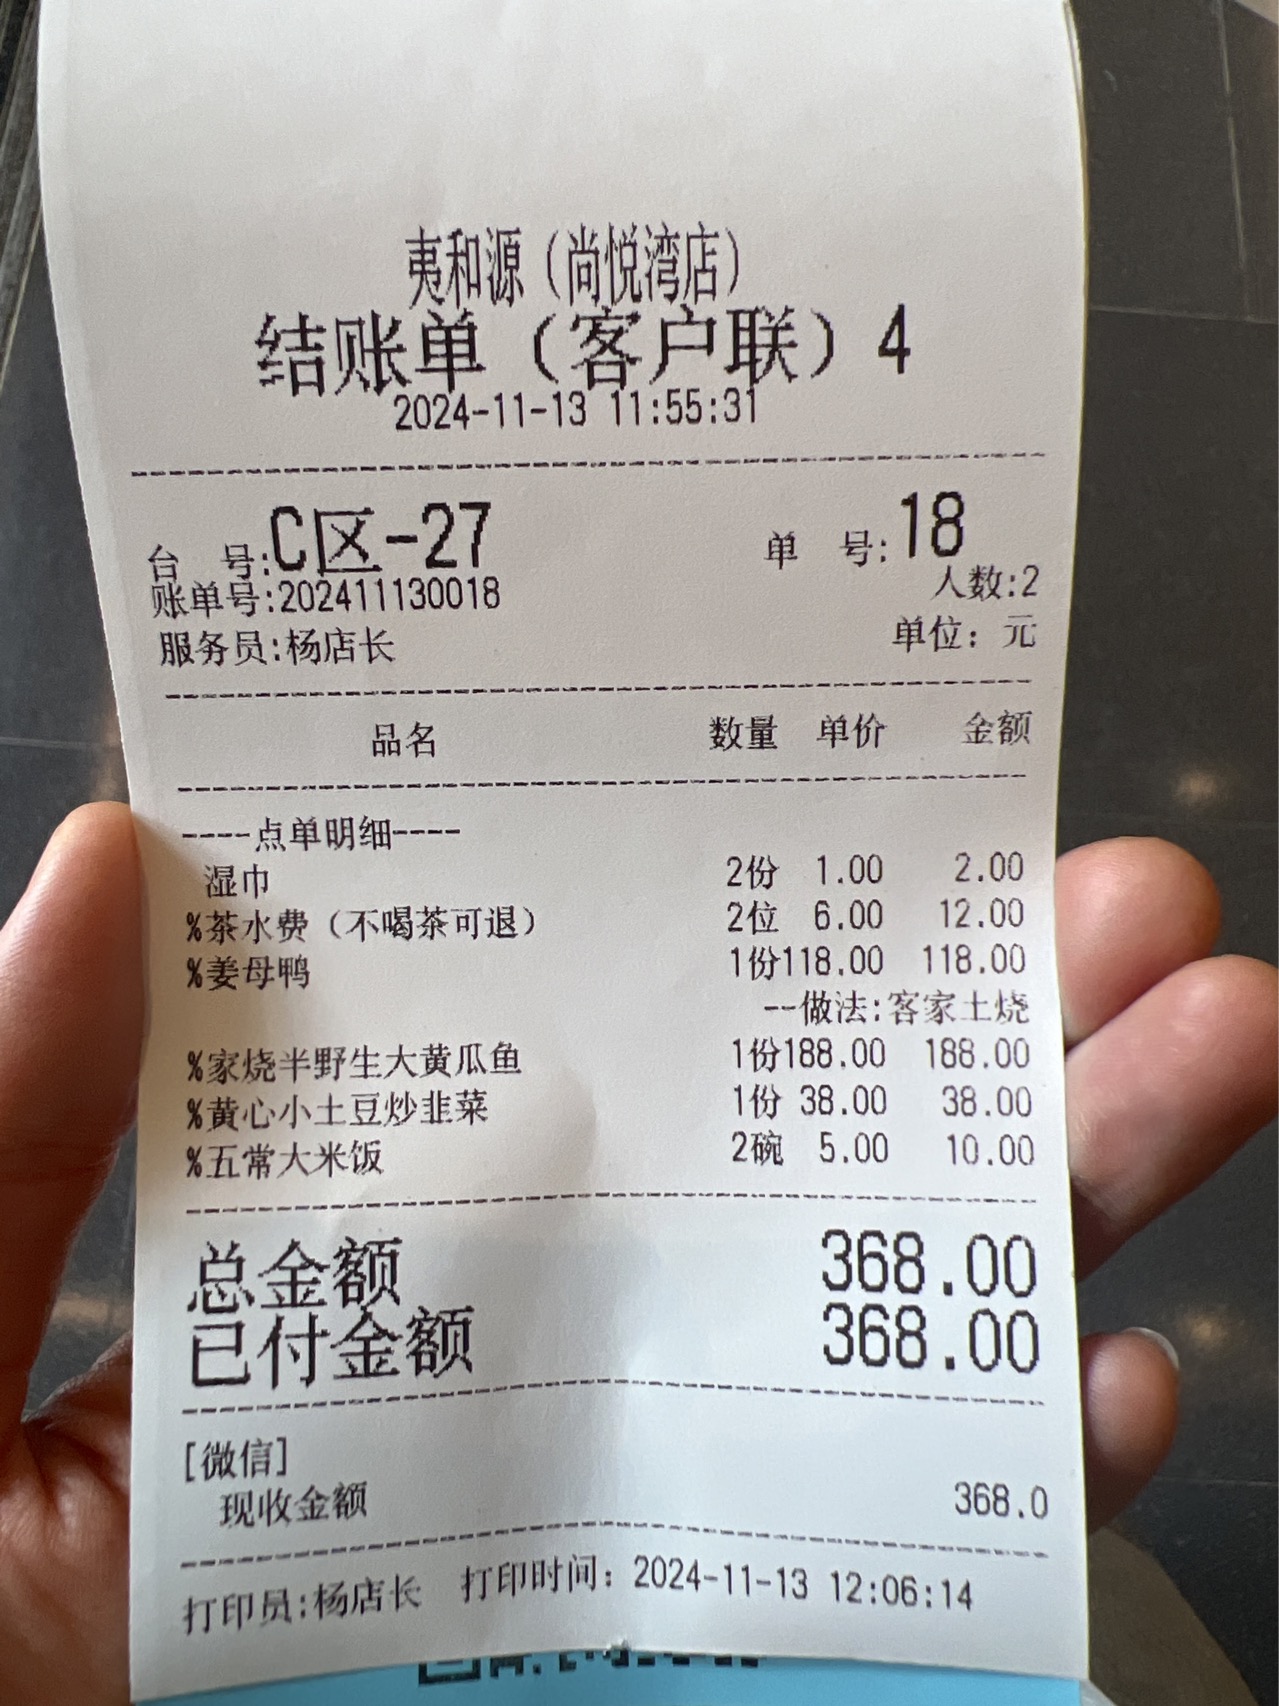 夷和源（尚悦湾店）
结账单（客户联）4
2024-11-13 11:55:31
台 号:C区-27 单 号:18
账单号:202411130018 人数:2
服务员:杨店长 单位：元
品名 数量 单价 金额
----点单明细----
湿巾 2份 1.00 2.00
%茶水费（不喝茶可退） 2位 6.00 12.00
%姜母鸭 1份118.00 118.00
--做法:客家土烧
%家烧半野生大黄瓜鱼 1份188.00 188.00
%黄心小土豆炒韭菜 1份 38.00 38.00
%五常大米饭 2碗 5.00 10.00
总金额 368.00
已付金额 368.00
[微信]
现收金额 368.0
打印员:杨店长 打印时间：2024-11-13 12:06:14